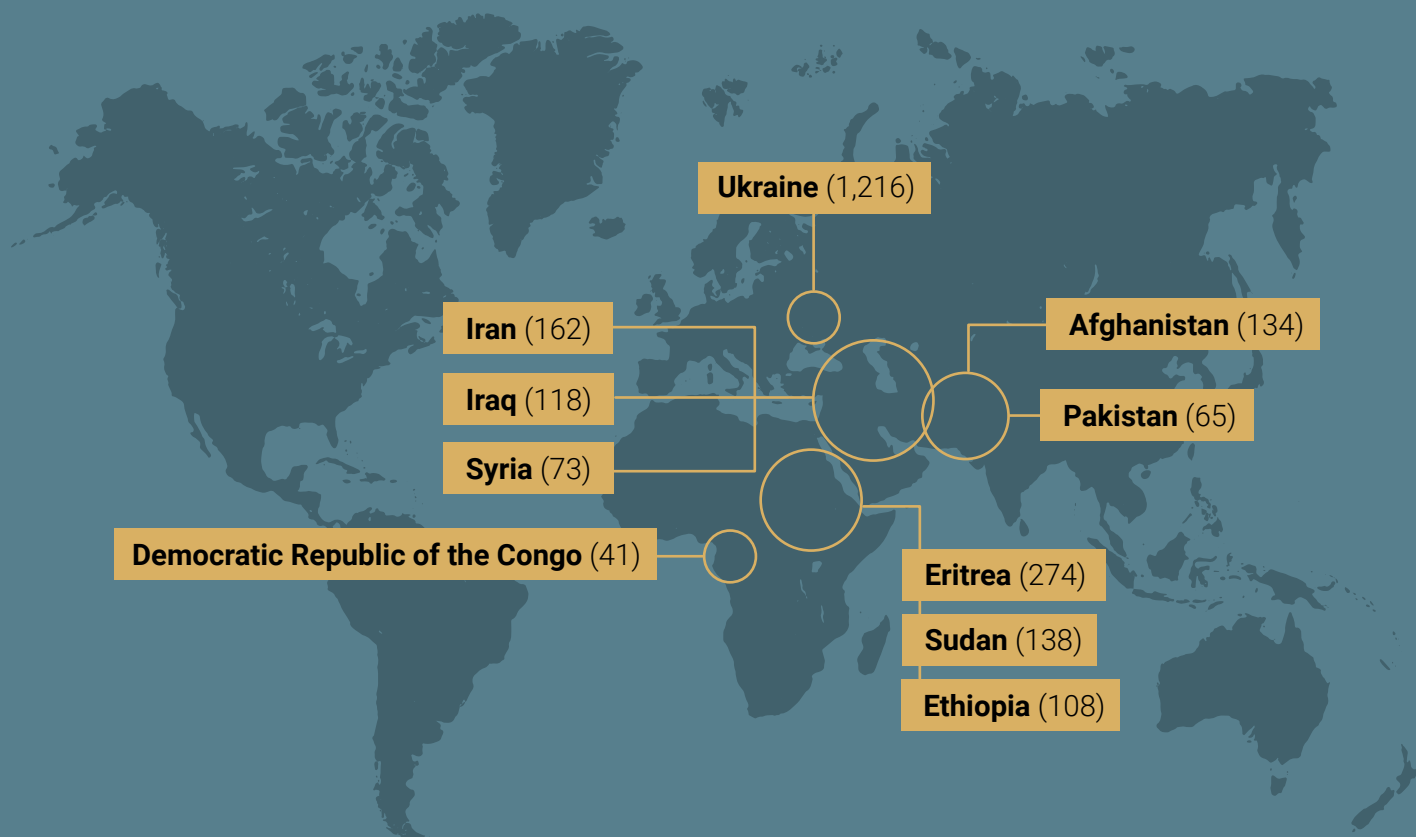 Ukraine (1,216)
Iran (162)
Afghanistan (134)
Iraq (118)
Pakistan (65)
Syria (73)
Democratic Republic of the Congo (41)
Eritrea (274)
Sudan (138)
Ethiopia (108)